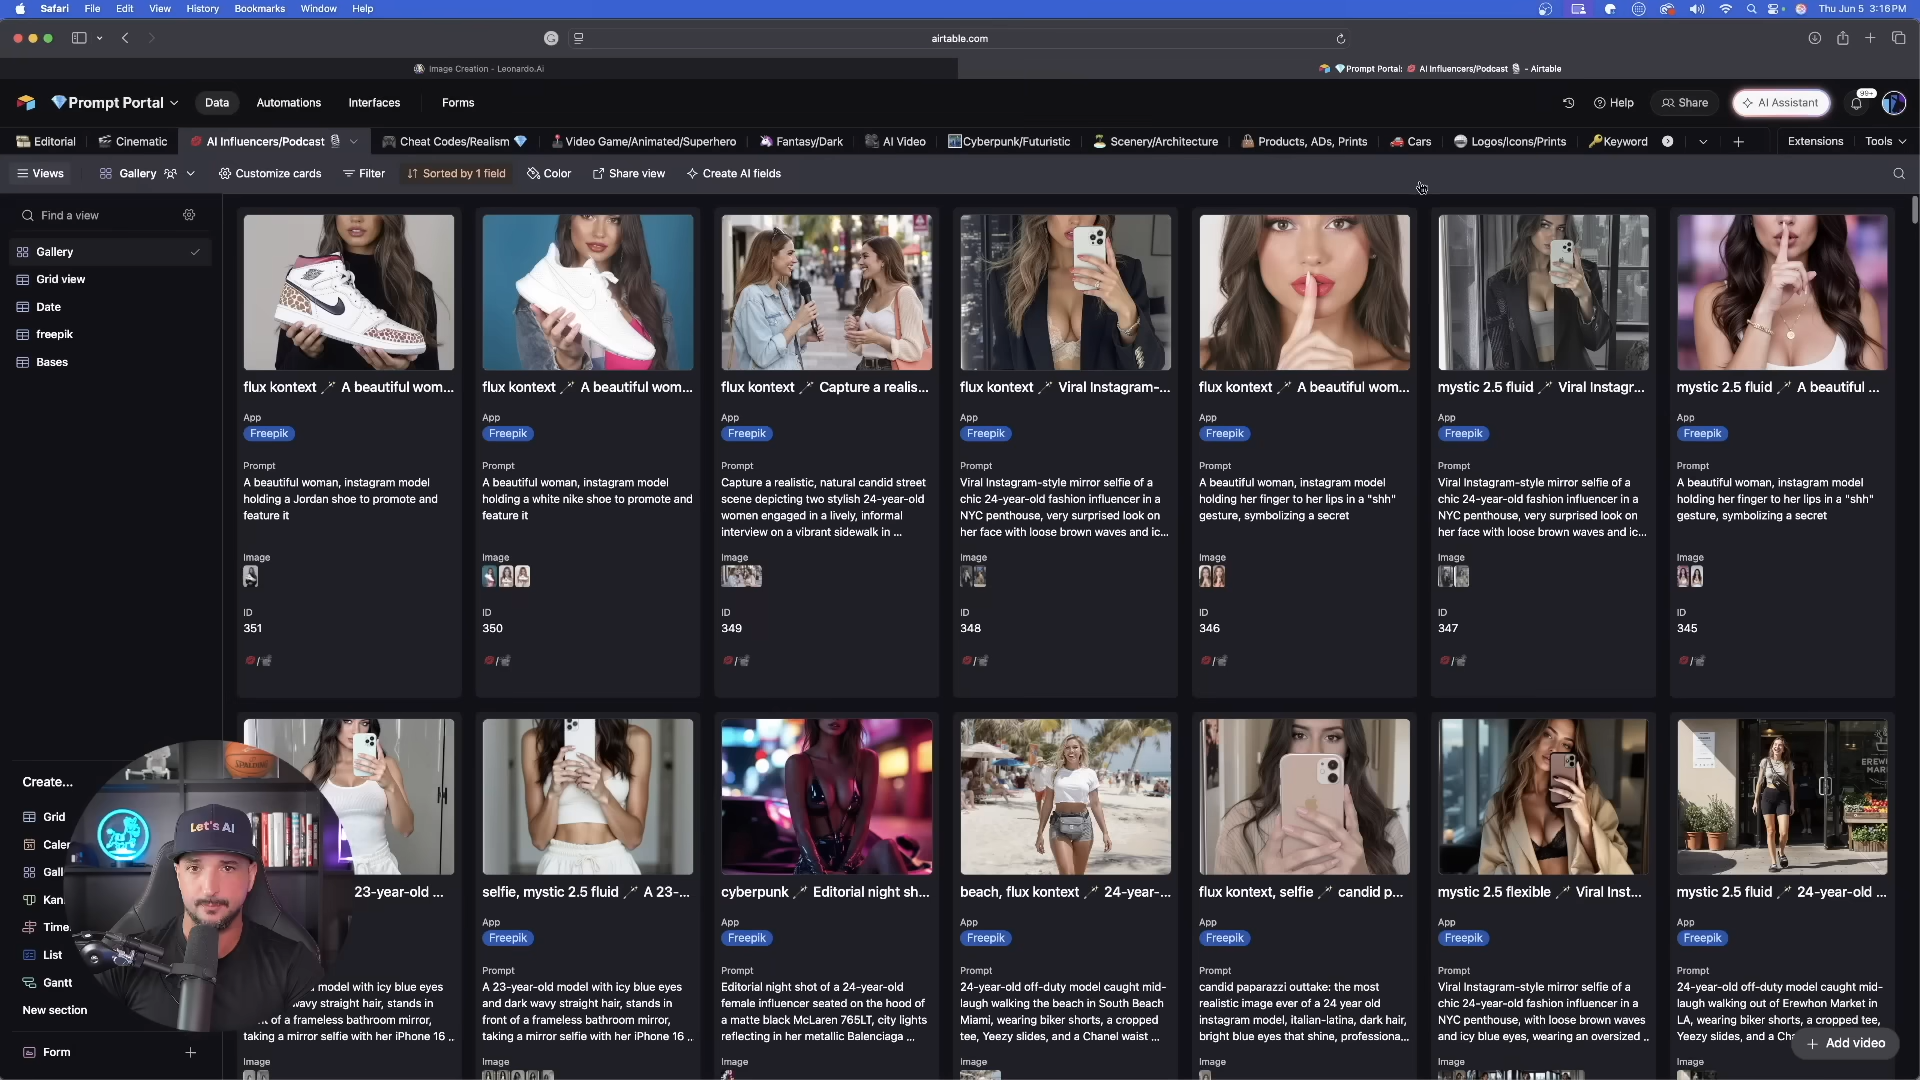 Safari File Edit View History Bookmarks Window Help
Thu Jun 5 3:16 PM
airtable.com
Image Creation - Leonardo.Ai
Prompt Portal: AI Influencers/Podcast - Airtable
Prompt Portal Data Automations Interfaces Forms
Help Share AI Assistant 99+
Editorial Cinematic AI Influencers/Podcast Cheat Codes/Realism Video Game/Animated/Superhero Fantasy/Dark AI Video Cyberpunk/Futuristic Scenery/Architecture Products, ADs, Prints Cars Logos/Icons/Prints Keyword Extensions Tools
Views Gallery Customize cards Filter Sorted by 1 field Color Share view Create AI fields
Find a view
Gallery
Grid view
Date
freepik
Bases
flux kontext A beautiful wom...
App
Freepik
Prompt
A beautiful woman, instagram model
holding a Jordan shoe to promote and
feature it
Image
ID
351
flux kontext A beautiful wom...
App
Freepik
Prompt
A beautiful woman, instagram model
holding a white nike shoe to promote and
feature it
Image
ID
350
flux kontext Capture a realis...
App
Freepik
Prompt
Capture a realistic, natural candid street
scene depicting two stylish 24-year-old
women engaged in a lively, informal
interview on a vibrant sidewalk in ...
Image
ID
349
flux kontext Viral Instagram-...
App
Freepik
Prompt
Viral Instagram-style mirror selfie of a
chic 24-year-old fashion influencer in a
NYC penthouse, very surprised look on
her face with loose brown waves and ic...
Image
ID
348
flux kontext A beautiful wom...
App
Freepik
Prompt
A beautiful woman, instagram model
holding her finger to her lips in a "shh"
gesture, symbolizing a secret
Image
ID
346
mystic 2.5 fluid Viral Instagr...
App
Freepik
Prompt
Viral Instagram-style mirror selfie of a
chic 24-year-old fashion influencer in a
NYC penthouse, very surprised look on
her face with loose brown waves and ic...
Image
ID
347
mystic 2.5 fluid A beautiful ...
App
Freepik
Prompt
A beautiful woman, instagram model
holding her finger to her lips in a "shh"
gesture, symbolizing a secret
Image
ID
345
Create...
Grid
Caler
Gall
Kan
Time
List
Gantt
New section
Form
Let's AI
SPALDING
23-year-old ...
model with icy blue eyes
wavy straight hair, stands in
of a frameless bathroom mirror,
taking a mirror selfie with her iPhone 16 ..
Image
selfie, mystic 2.5 fluid A 23-...
App
Freepik
Prompt
A 23-year-old model with icy blue eyes
and dark wavy straight hair, stands in
front of a frameless bathroom mirror,
taking a mirror selfie with her iPhone 16 ..
Image
cyberpunk Editorial night sh...
App
Freepik
Prompt
Editorial night shot of a 24-year-old
female influencer seated on the hood of
a matte black McLaren 765LT, city lights
reflecting in her metallic Balenciaga ...
Image
beach, flux kontext 24-year-...
App
Freepik
Prompt
24-year-old off-duty model caught mid-
laugh walking the beach in South Beach
Miami, wearing biker shorts, a cropped
tee, Yeezy slides, and a Chanel waist ...
Image
flux kontext, selfie candid p...
App
Freepik
Prompt
candid paparazzi outtake: the most
realistic image ever of a 24 year old
instagram model, italian-latina, dark hair,
bright blue eyes that shine, professiona...
Image
mystic 2.5 flexible Viral Inst...
App
Freepik
Prompt
Viral Instagram-style mirror selfie of a
chic 24-year-old fashion influencer in a
NYC penthouse, with loose brown waves
and icy blue eyes, wearing an oversized ..
Image
EREW
MAR
mystic 2.5 fluid 24-year-old ...
App
Freepik
Prompt
24-year-old off-duty model caught mid-
laugh walking out of Erewhon Market in
LA, wearing biker shorts, a cropped tee,
Yeezy slides, and a Cha
Image
Add video